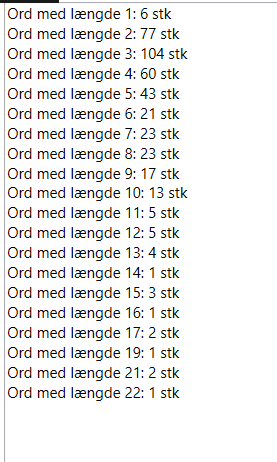 Ord med længde 1: 6 stk
Ord med længde 2: 77 stk
Ord med længde 3: 104 stk
Ord med længde 4: 60 stk
Ord med længde 5: 43 stk
Ord med længde 6: 21 stk
Ord med længde 7: 23 stk
Ord med længde 8: 23 stk
Ord med længde 9: 17 stk
Ord med længde 10: 13 stk
Ord med længde 11: 5 stk
Ord med længde 12: 5 stk
Ord med længde 13: 4 stk
Ord med længde 14: 1 stk
Ord med længde 15: 3 stk
Ord med længde 16: 1 stk
Ord med længde 17: 2 stk
Ord med længde 19: 1 stk
Ord med længde 21: 2 stk
Ord med længde 22: 1 stk